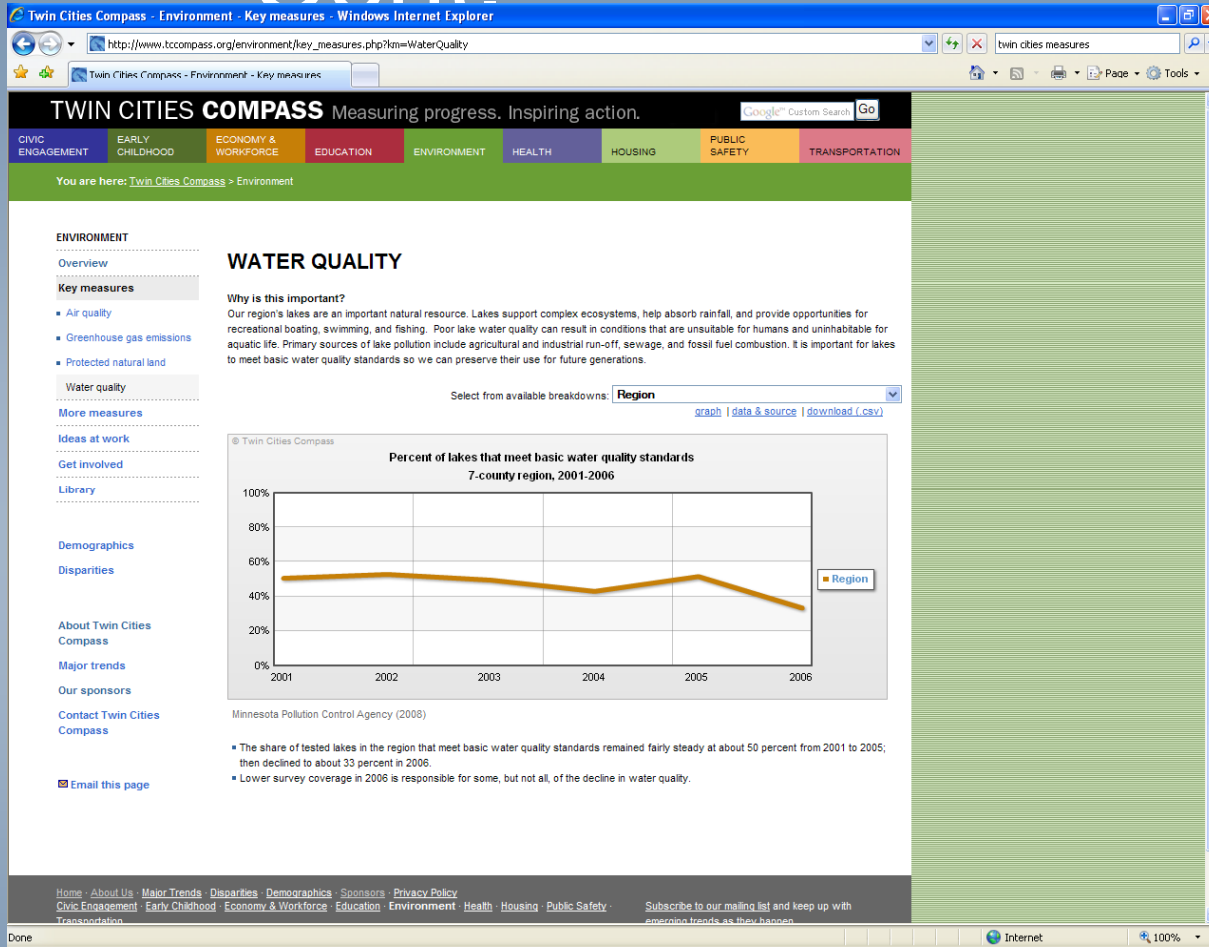 Twin Cities Compass - Environment - Key measures - Windows Internet Explorer
http://www.tccompass.org/environment/key_measures.php?km=WaterQuality
twin cities measures
Twin Cities Compass - Environment - Key measures
Page
Tools
TWIN CITIES COMPASS Measuring progress. Inspiring action.
Google™ Custom Search
Go
CIVIC ENGAGEMENT
EARLY CHILDHOOD
ECONOMY & WORKFORCE
EDUCATION
ENVIRONMENT
HEALTH
HOUSING
PUBLIC SAFETY
TRANSPORTATION
You are here: Twin Cities Compass > Environment
ENVIRONMENT
Overview
Key measures
Air quality
Greenhouse gas emissions
Protected natural land
Water quality
More measures
Ideas at work
Get involved
Library
Demographics
Disparities
About Twin Cities
Compass
Major trends
Our sponsors
Contact Twin Cities
Compass
Email this page
WATER QUALITY
Why is this important?
Our region's lakes are an important natural resource. Lakes support complex ecosystems, help absorb rainfall, and provide opportunities for
recreational boating, swimming, and fishing. Poor lake water quality can result in conditions that are unsuitable for humans and uninhabitable for
aquatic life. Primary sources of lake pollution include agricultural and industrial run-off, sewage, and fossil fuel combustion. It is important for lakes
to meet basic water quality standards so we can preserve their use for future generations.
Select from available breakdowns: Region
graph | data & source | download (.csv)
© Twin Cities Compass
Percent of lakes that meet basic water quality standards
7-county region, 2001-2006
100%
80%
60%
40%
20%
0%
2001 2002 2003 2004 2005 2006
Region
Minnesota Pollution Control Agency (2008)
The share of tested lakes in the region that meet basic water quality standards remained fairly steady at about 50 percent from 2001 to 2005;
then declined to about 33 percent in 2006.
Lower survey coverage in 2006 is responsible for some, but not all, of the decline in water quality.
Home · About Us · Major Trends · Disparities · Demographics · Sponsors · Privacy Policy
Civic Engagement · Early Childhood · Economy & Workforce · Education · Environment · Health · Housing · Public Safety ·
Transportation
Subscribe to our mailing list and keep up with
emerging trends as they happen
Done
Internet
100%